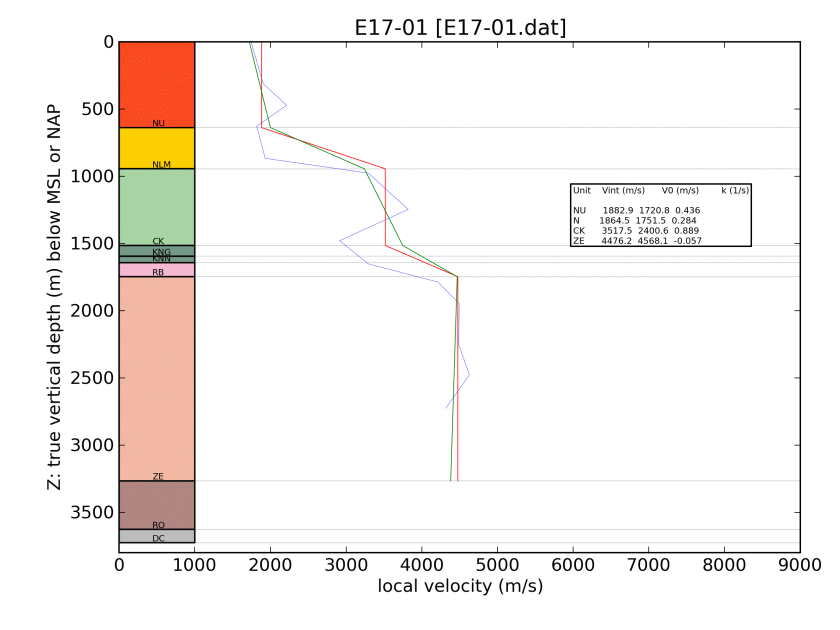 E17-01 [E17-01.dat]
Z: true vertical depth (m) below MSL or NAP
0
500
1000
1500
2000
2500
3000
3500
NU
NLM
CK
KNG
KNN
RB
ZE
RO
DC
Unit Vint (m/s) V0 (m/s) k (1/s)
NU 1882.9 1720.8 0.436
N 1864.5 1751.5 0.284
CK 3517.5 2400.6 0.889
ZE 4476.2 4568.1 -0.057
0 1000 2000 3000 4000 5000 6000 7000 8000 9000
local velocity (m/s)